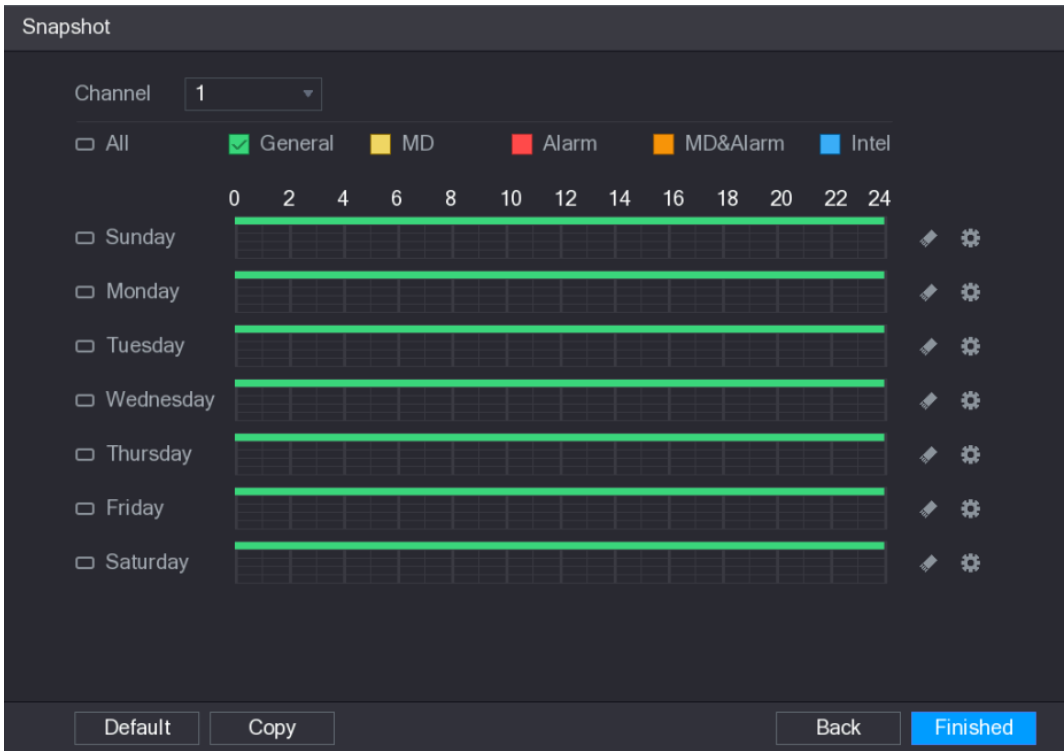 Snapshot
Channel 1
All General MD Alarm MD&Alarm Intel
0 2 4 6 8 10 12 14 16 18 20 22 24
Sunday
Monday
Tuesday
Wednesday
Thursday
Friday
Saturday
Default Copy Back Finished